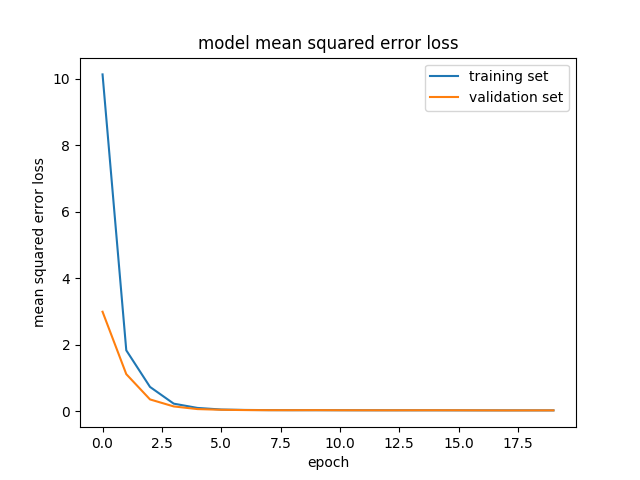 model mean squared error loss
training set
validation set
10
8
6
4
2
0
mean squared error loss
0.0 2.5 5.0 7.5 10.0 12.5 15.0 17.5
epoch